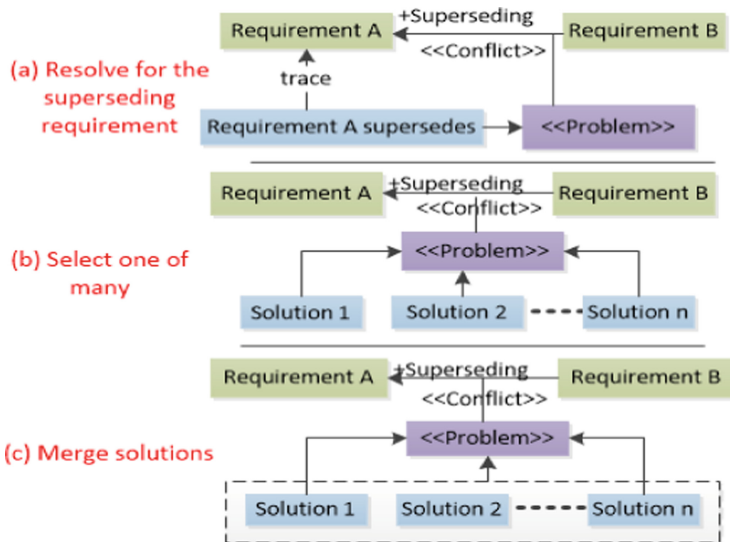 Requirement A
+Superseding
<<Conflict>>
Requirement B
(a) Resolve for the
superseding
requirement
trace
Requirement A supersedes
<<Problem>>
Requirement A
+Superseding
<<Conflict>>
Requirement B
(b) Select one of
many
<<Problem>>
Solution 1
Solution 2
Solution n
Requirement A
+Superseding
<<Conflict>>
Requirement B
(c) Merge solutions
<<Problem>>
Solution 1
Solution 2
Solution n